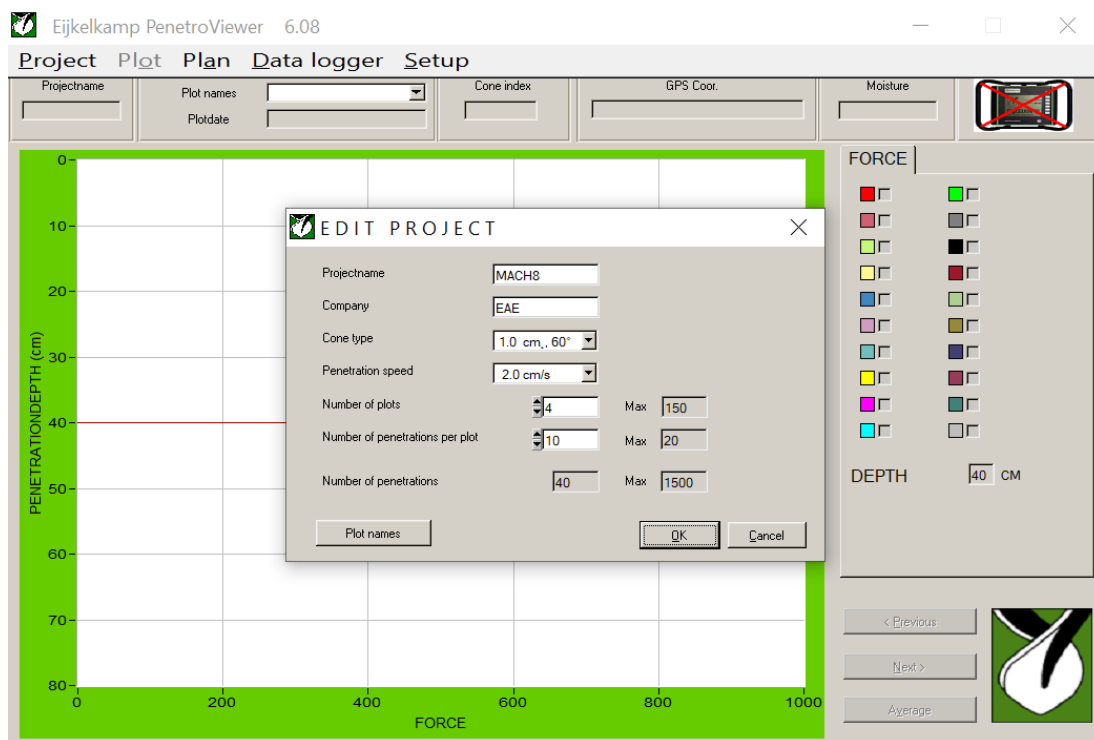 Eijkelkamp PenetroViewer 6.08
Project Plot Plan Data logger Setup
Projectname
Plot names
Plotdate
Cone index
GPS Coor.
Moisture
FORCE
0
10
20
30
40
50
60
70
80
PENETRATIONDEPTH (cm)
0 200 400 600 800 1000
FORCE
EDIT PROJECT
Projectname MACH8
Company EAE
Cone type 1.0 cm,, 60°
Penetration speed 2.0 cm/s
Number of plots 4 Max 150
Number of penetrations per plot 10 Max 20
Number of penetrations 40 Max 1500
Plot names OK Cancel
DEPTH 40 CM
< Previous
Next >
Average